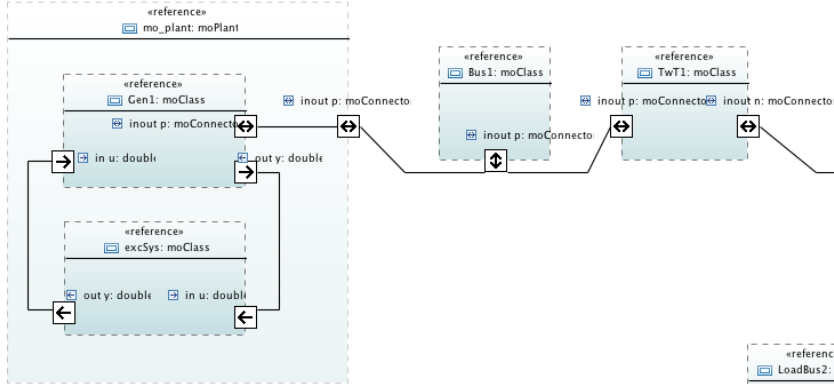 «reference»
mo_plant: moPlant
«reference»
Gen1: moClass
inout p: moConnecto
in u: double
out y: double
«reference»
excSys: moClass
out y: double
in u: double
inout p: moConnecto
«reference»
Bus1: moClass
inout p: moConnecto
«reference»
TwT1: moClass
inout p: moConnecto
inout n: moConnecto
«referenc
LoadBus2: